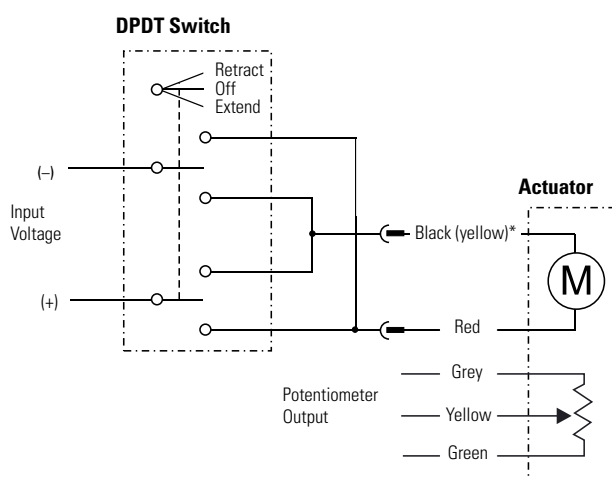 DPDT Switch
Retract
Off
Extend
(–)
Input
Voltage
(+)
Actuator
Black (yellow)*
M
Red
Grey
Potentiometer
Output
Yellow
Green